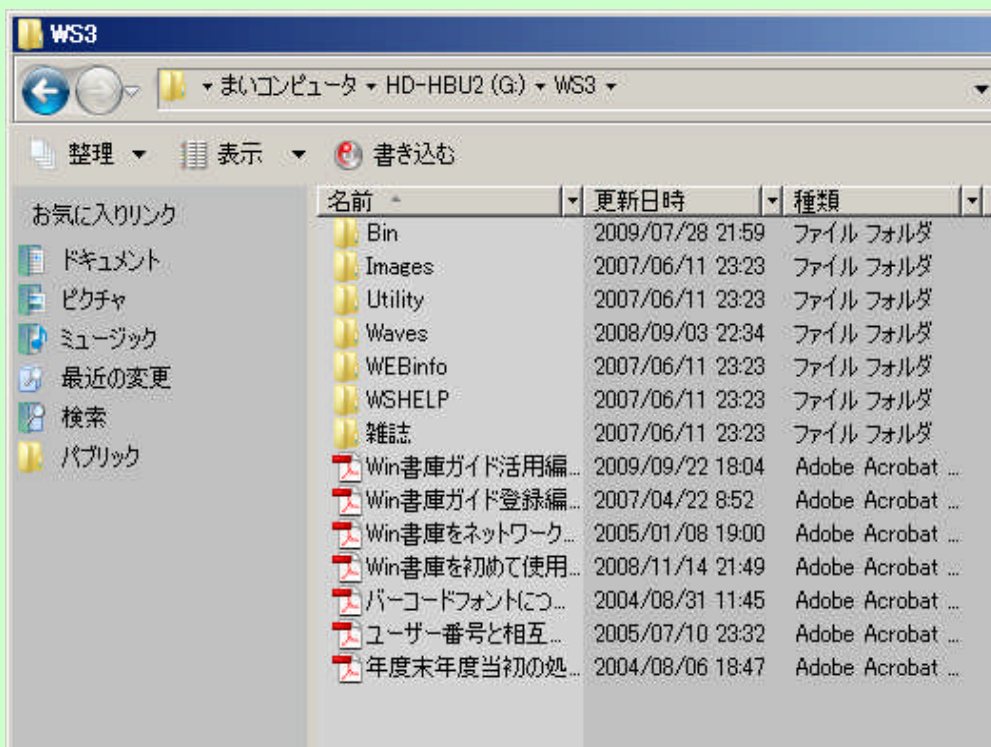 WS3
まいコンピュータ HD-HBU2 (G:) WS3
整理 表示 書き込む
お気に入りリンク
ドキュメント
ピクチャ
ミュージック
最近の変更
検索
パブリック
名前 更新日時 種類
Bin 2009/07/28 21:59 ファイル フォルダ
Images 2007/06/11 23:23 ファイル フォルダ
Utility 2007/06/11 23:23 ファイル フォルダ
Waves 2008/09/03 22:34 ファイル フォルダ
WEBinfo 2007/06/11 23:23 ファイル フォルダ
WSHELP 2007/06/11 23:23 ファイル フォルダ
雑誌 2007/06/11 23:23 ファイル フォルダ
Win書庫ガイド活用編... 2009/09/22 18:04 Adobe Acrobat ...
Win書庫ガイド登録編... 2007/04/22 8:52 Adobe Acrobat ...
Win書庫をネットワーク... 2005/01/08 19:00 Adobe Acrobat ...
Win書庫を初めて使用... 2008/11/14 21:49 Adobe Acrobat ...
バーコードフォントにつ... 2004/08/31 11:45 Adobe Acrobat ...
ユーザー番号と相互... 2005/07/10 23:32 Adobe Acrobat ...
年度末年度当初の処... 2004/08/06 18:47 Adobe Acrobat ...